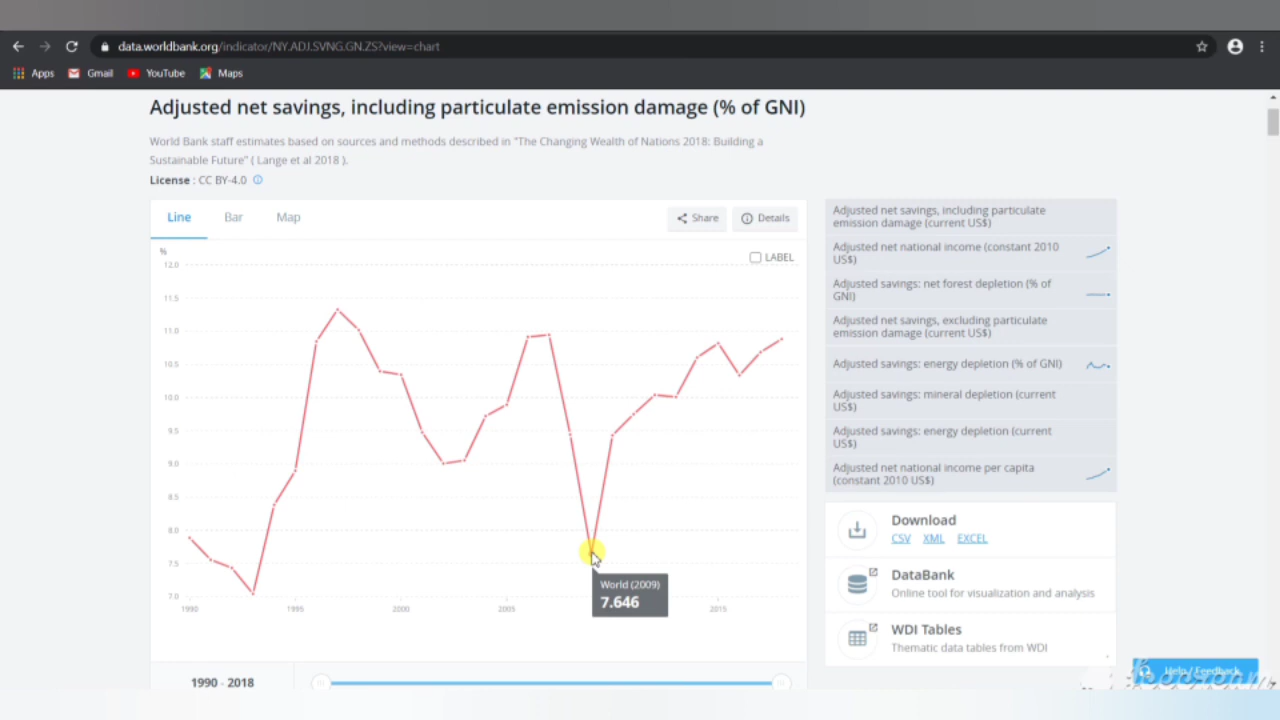 data.worldbank.org/indicator/NY.ADJ.SVNG.GN.ZS?view=chart
Apps Gmail YouTube Maps
Adjusted net savings, including particulate emission damage (% of GNI)
World Bank staff estimates based on sources and methods described in "The Changing Wealth of Nations 2018: Building a
Sustainable Future" ( Lange et al 2018 ).
License : CC BY-4.0
Line Bar Map
Share Details
%
LABEL
12.0
11.5
11.0
10.5
10.0
9.5
9.0
8.5
8.0
7.5
7.0
1990 1995 2000 2005 2015
World (2009)
7.646
1990 - 2018
Adjusted net savings, including particulate
emission damage (current US$)
Adjusted net national income (constant 2010
US$)
Adjusted savings: net forest depletion (% of
GNI)
Adjusted net savings, excluding particulate
emission damage (current US$)
Adjusted savings: energy depletion (% of GNI)
Adjusted savings: mineral depletion (current
US$)
Adjusted savings: energy depletion (current
US$)
Adjusted net national income per capita
(constant 2010 US$)
Download
CSV XML EXCEL
DataBank
Online tool for visualization and analysis
WDI Tables
Thematic data tables from WDI
Help / Feedback